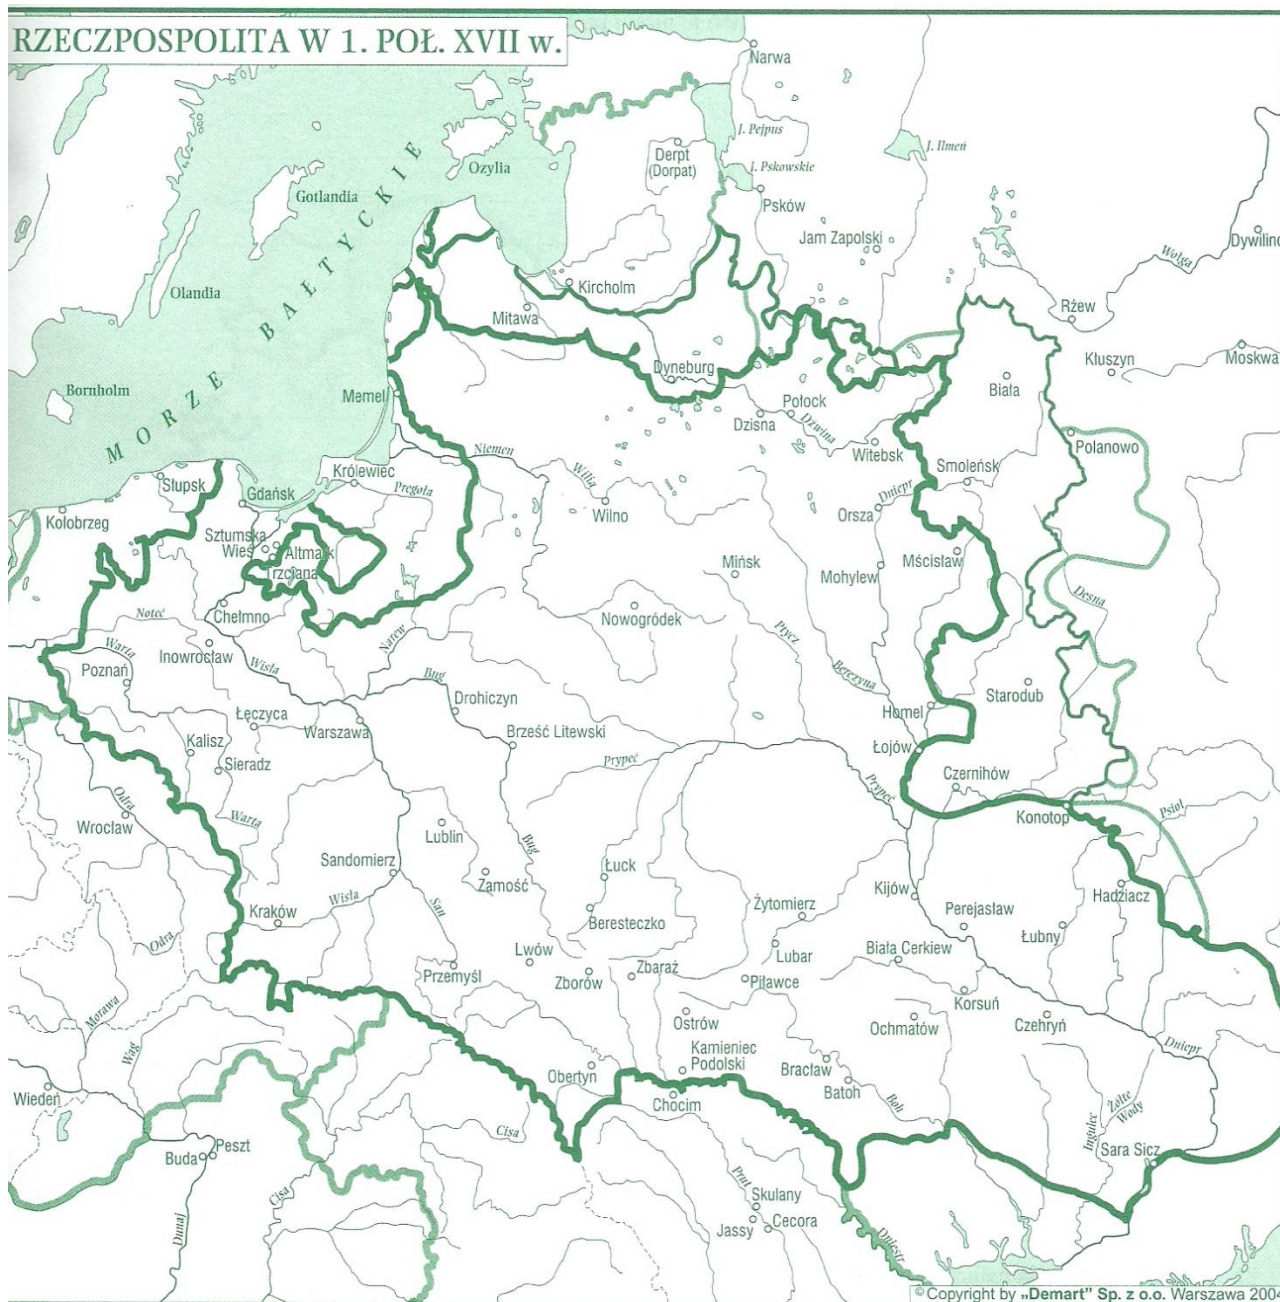 RZECZPOSPOLITA W 1. POŁ. XVII w.
Narwa
J. Pejpus
J. Ilmeń
Derpt
(Dorpat)
J. Pskowskie
Ozylia
Psków
Gotlandia
Jam Zapolski
Dywilino
Wołga
MORZE BAŁTYCKIE
Olandia
Kircholm
Mitawa
Rżew
Kłuszyn
Moskwa
Dyneburg
Biała
Bornholm
Memel
Połock
Dzisna
Dzwina
Witebsk
Polanowo
Niemen
Wilia
Smoleńsk
Królewiec
Pregoła
Słupsk
Gdańsk
Dniepr
Wilno
Orsza
Kołobrzeg
Sztumska
Wieś
Altmark
Trzciana
Mińsk
Mohylew
Mścisław
Desna
Chełmno
Noteć
Nowogródek
Warta
Inowrocław
Wisła
Narew
Ptycz
Berezyna
Poznań
Bug
Drohiczyn
Starodub
Homel
Łęczyca
Warszawa
Brześć Litewski
Łojów
Kalisz
Sieradz
Prypeć
Prypeć
Czernihów
Odra
Warta
Wrocław
Konotop
Psioł
Lublin
Bug
Sandomierz
Zamość
Łuck
Kijów
Hadziacz
Wisła
San
Kraków
Beresteczko
Żytomierz
Perejasław
Łubny
Odra
Lwów
Lubar
Biała Cerkiew
Przemyśl
Zborów
Zbaraż
Piławce
Korsuń
Morawa
Ostrów
Ochmatów
Czehryń
Wag
Kamieniec
Podolski
Dniepr
Obertyn
Bracław
Batoh
Wiedeń
Chocim
Boh
Żółte
Wody
Ingulec
Cisa
Sara Sicz
Buda
Peszt
Prut
Cisa
Skulany
Jassy
Cecora
Dunaj
Dniestr
©Copyright by „Demart” Sp. z o.o. Warszawa 2004